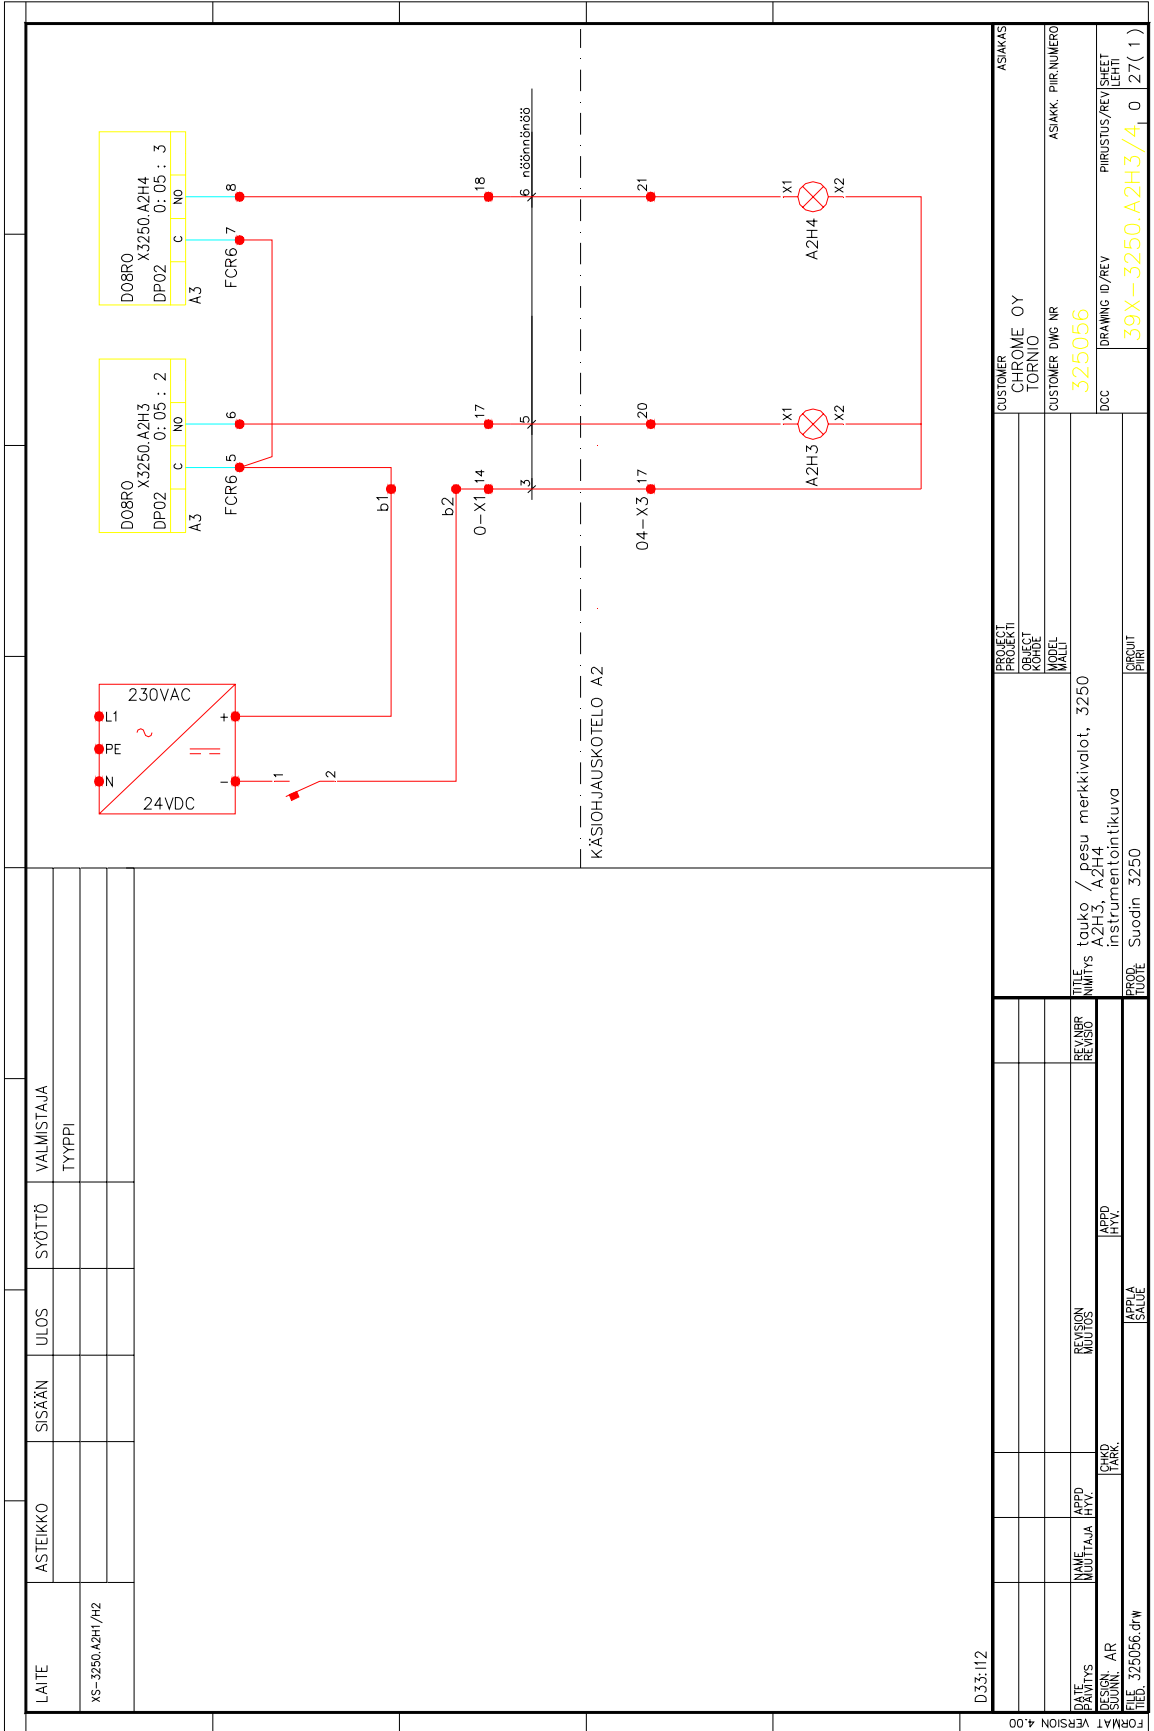 LAITE
ASTEIKKO
SISÄÄN
ULOS
SYÖTTÖ
VALMISTAJA
TYYPPI
XS-3250.A2H1/H2
230VAC
L1
PE
N
+
-
24VDC
1
2
DO8RO
X3250.A2H3
DP02
0: 05 : 2
C
NO
A3
FCR6
5
6
DO8RO
X3250.A2H4
DP02
0: 05 : 3
C
NO
A3
FCR6
7
8
b1
b2
0-X1
14
17
18
3
5
6
nöönnönöö
KÄSIOHJAUSKOTELO A2
04-X3
17
20
21
X1
A2H3
X2
X1
A2H4
X2
D33:I12
DATE
PÄIVITYS
NAME
MUUTTAJA
APPD
HYV.
REVISION
MUUTOS
REV.NBR
REVISIO
DESIGN.
SUUNN.
AR
CHKD
TARK.
APPD
HYV.
FILE
TIED.
325056.drw
APPLA
SALUE
FORMAT VERSION 4.00
PROJECT
PROJEKTI
OBJECT
KOHDE
MODEL
MALLI
TITLE
NIMITYS
tauko / pesu merkkivalot, 3250
A2H3, A2H4
instrumentointikuva
PROD.
TUOTE
Suodin 3250
CIRCUIT
PIIRI
CUSTOMER
ASIAKAS
CHROME OY
TORNIO
CUSTOMER DWG NR
ASIAKK. PIIR.NUMERO
325056
DCC
DRAWING ID/REV
PIIRUSTUS/REV
SHEET
LEHTI
39X-3250.A2H3/4
0
27( 1 )